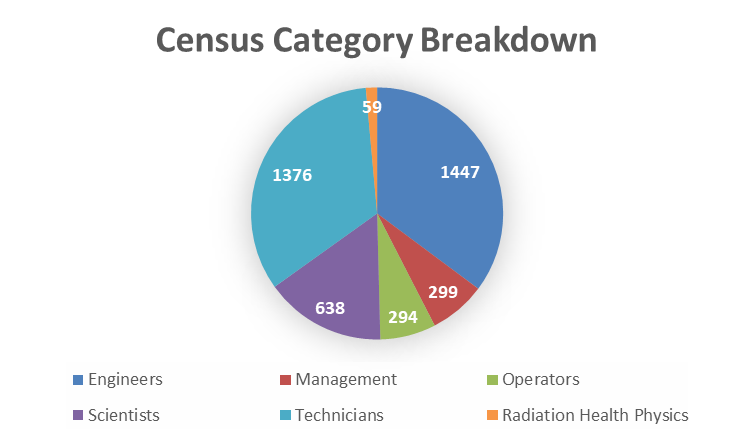 Census Category Breakdown
59
1376
1447
299
638
294
Engineers
Management
Operators
Scientists
Technicians
Radiation Health Physics